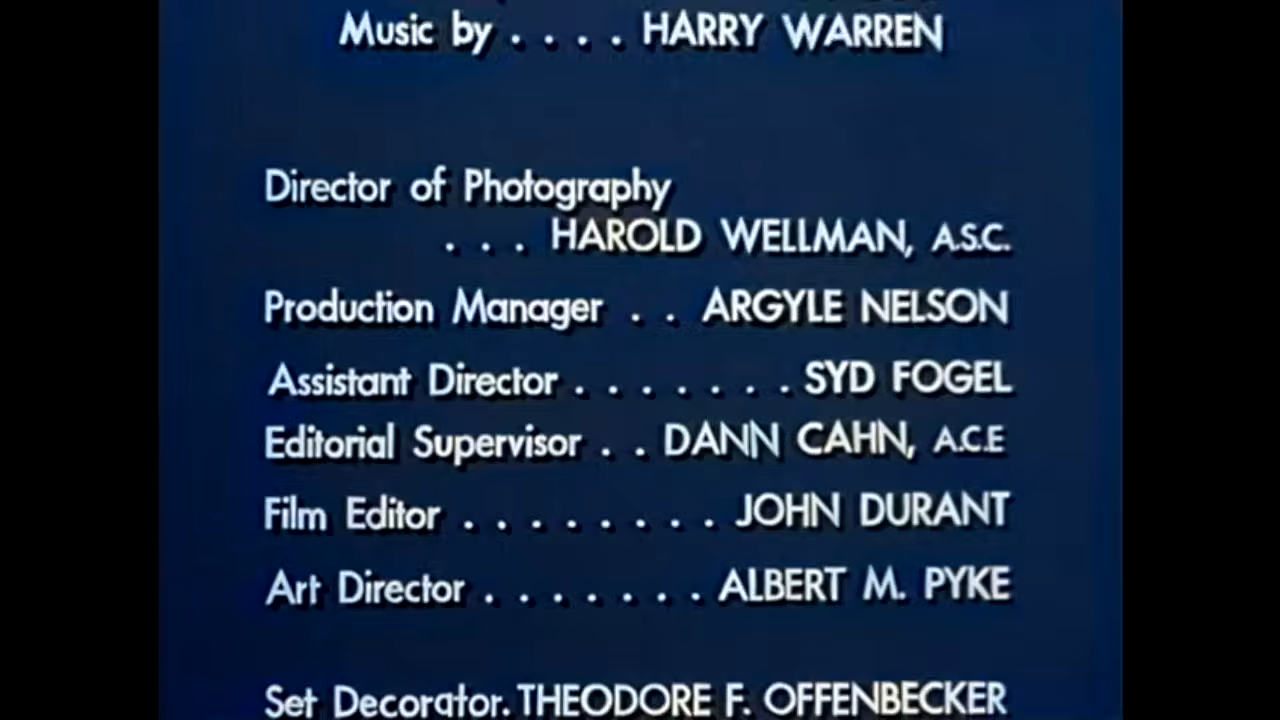 Music by . . . . HARRY WARREN
Director of Photography
. . . HAROLD WELLMAN, A.S.C.
Production Manager . . ARGYLE NELSON
Assistant Director . . . . . . . SYD FOGEL
Editorial Supervisor . . DANN CAHN, A.C.E
Film Editor . . . . . . . . JOHN DURANT
Art Director . . . . . . . ALBERT M. PYKE
Set Decorator. THEODORE F. OFFENBECKER